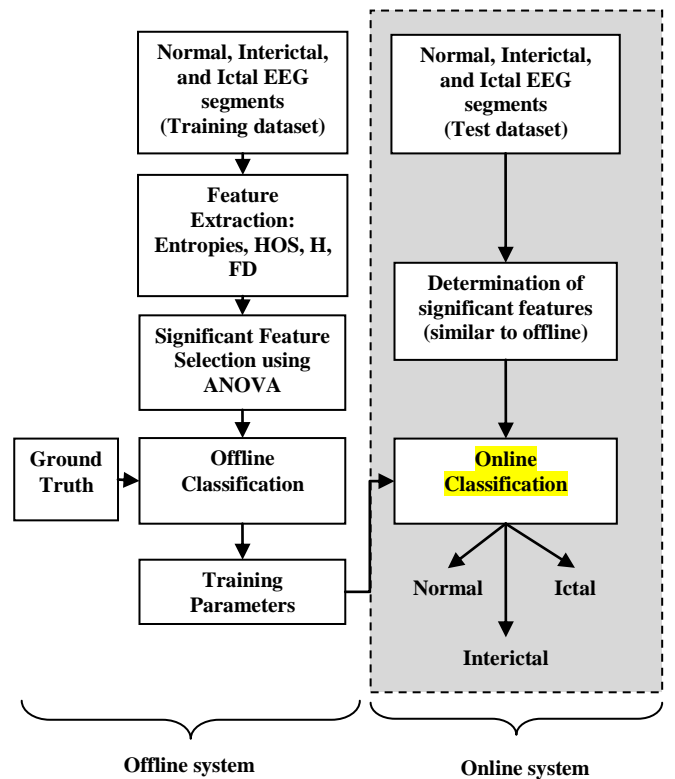 Normal, Interictal,
and Ictal EEG
segments
(Training dataset)
Feature
Extraction:
Entropies, HOS, H,
FD
Significant Feature
Selection using
ANOVA
Ground
Truth
Offline
Classification
Training
Parameters
Offline system
Normal, Interictal,
and Ictal EEG
segments
(Test dataset)
Determination of
significant features
(similar to offline)
Online
Classification
Normal
Ictal
Interictal
Online system